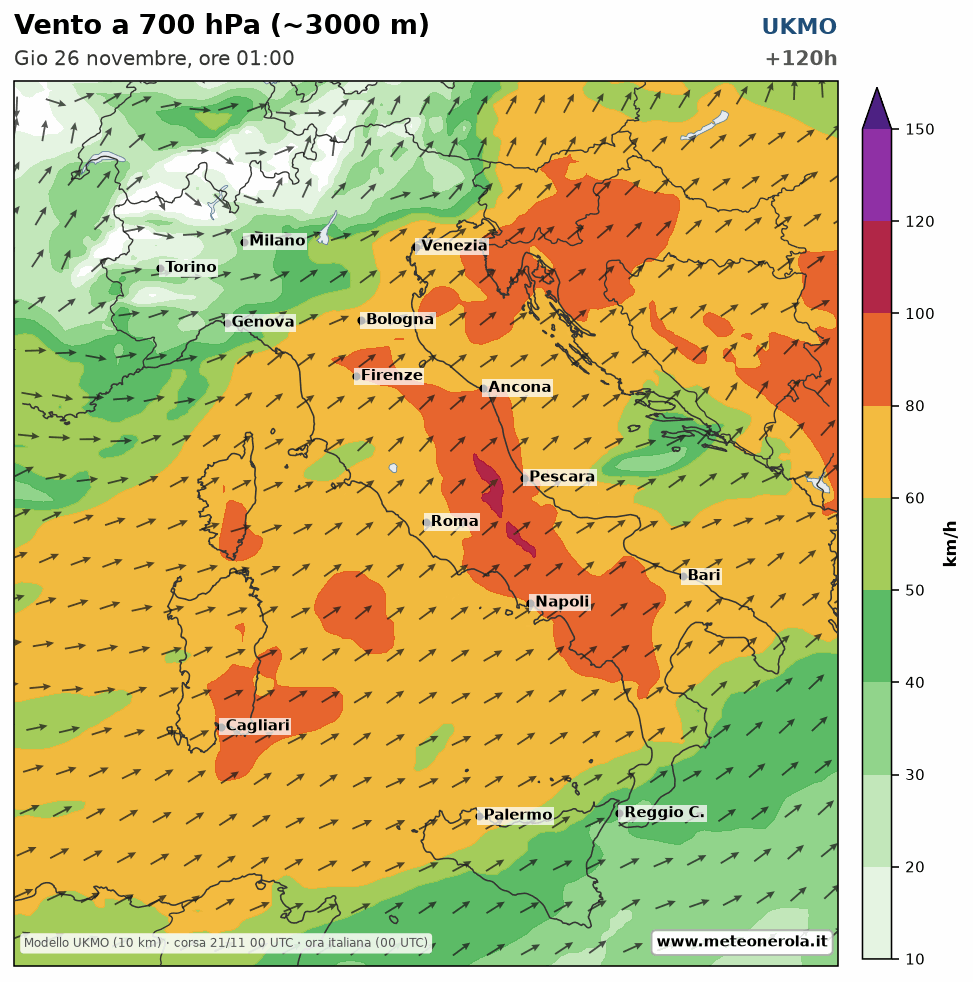 Vento a 700 hPa (~3000 m)
UKMO
Gio 26 novembre, ore 01:00
+120h
150
120
100
80
60
50
40
30
20
10
km/h
Milano
Venezia
Torino
Genova
Bologna
Firenze
Ancona
Pescara
Roma
Bari
Napoli
Cagliari
Palermo
Reggio C.
Modello UKMO (10 km) · corsa 21/11 00 UTC · ora italiana (00 UTC)
www.meteonerola.it